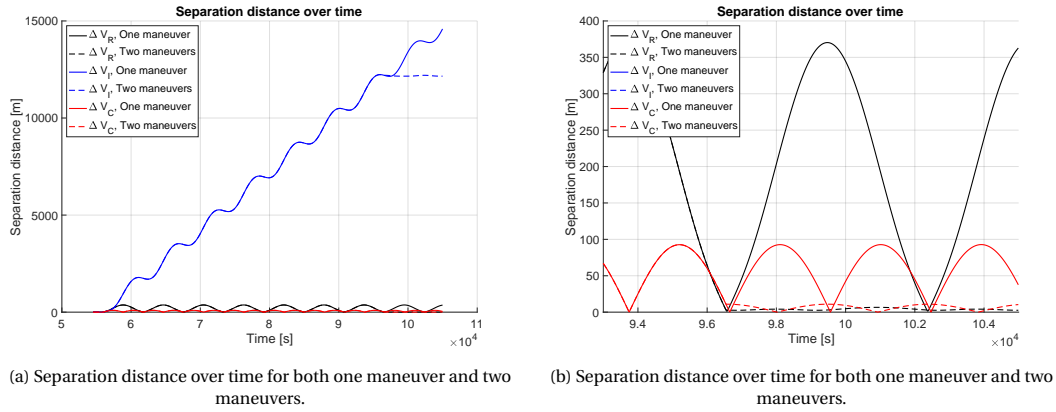 Separation distance over time
Δ V_R, One maneuver
Δ V_R, Two maneuvers
Δ V_I, One maneuver
Δ V_I, Two maneuvers
Δ V_C, One maneuver
Δ V_C, Two maneuvers
Separation distance [m]
15000
10000
5000
0
5 6 7 8 9 10 11
Time [s]
×10⁴
(a) Separation distance over time for both one maneuver and two
maneuvers.
Separation distance over time
Δ V_R, One maneuver
Δ V_R, Two maneuvers
Δ V_I, One maneuver
Δ V_I, Two maneuvers
Δ V_C, One maneuver
Δ V_C, Two maneuvers
Separation distance [m]
400
350
300
250
200
150
100
50
0
9.4 9.6 9.8 10 10.2 10.4
Time [s]
×10⁴
(b) Separation distance over time for both one maneuver and two
maneuvers.